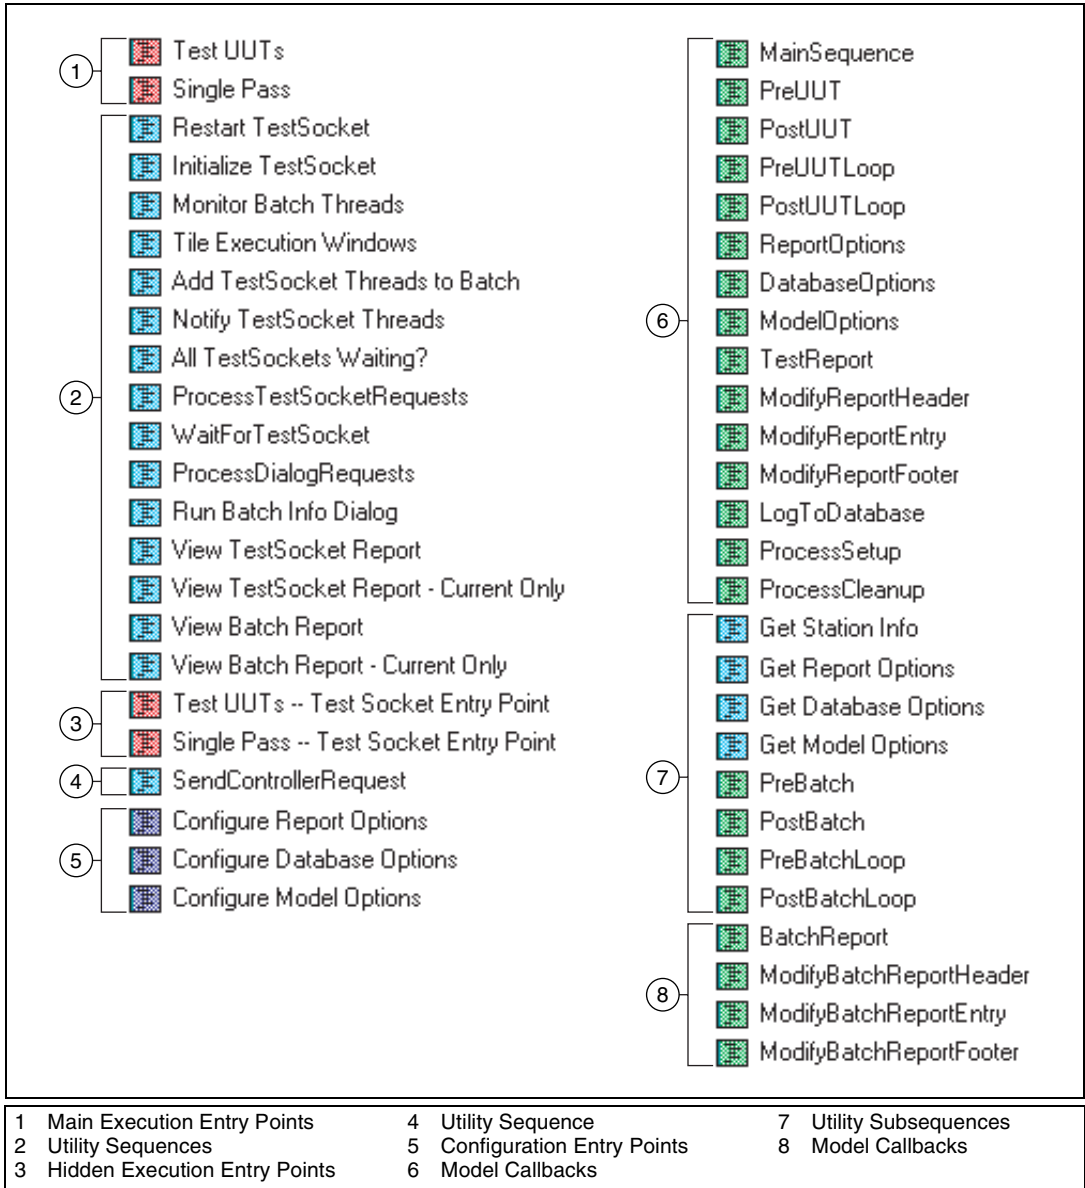 1
Test UUTs
Single Pass
2
Restart TestSocket
Initialize TestSocket
Monitor Batch Threads
Tile Execution Windows
Add TestSocket Threads to Batch
Notify TestSocket Threads
All TestSockets Waiting?
ProcessTestSocketRequests
WaitForTestSocket
ProcessDialogRequests
Run Batch Info Dialog
View TestSocket Report
View TestSocket Report - Current Only
View Batch Report
View Batch Report - Current Only
3
Test UUTs -- Test Socket Entry Point
Single Pass -- Test Socket Entry Point
4
SendControllerRequest
5
Configure Report Options
Configure Database Options
Configure Model Options
6
MainSequence
PreUUT
PostUUT
PreUUTLoop
PostUUTLoop
ReportOptions
DatabaseOptions
ModelOptions
TestReport
ModifyReportHeader
ModifyReportEntry
ModifyReportFooter
LogToDatabase
ProcessSetup
ProcessCleanup
7
Get Station Info
Get Report Options
Get Database Options
Get Model Options
PreBatch
PostBatch
PreBatchLoop
PostBatchLoop
8
BatchReport
ModifyBatchReportHeader
ModifyBatchReportEntry
ModifyBatchReportFooter
1 Main Execution Entry Points
2 Utility Sequences
3 Hidden Execution Entry Points
4 Utility Sequence
5 Configuration Entry Points
6 Model Callbacks
7 Utility Subsequences
8 Model Callbacks